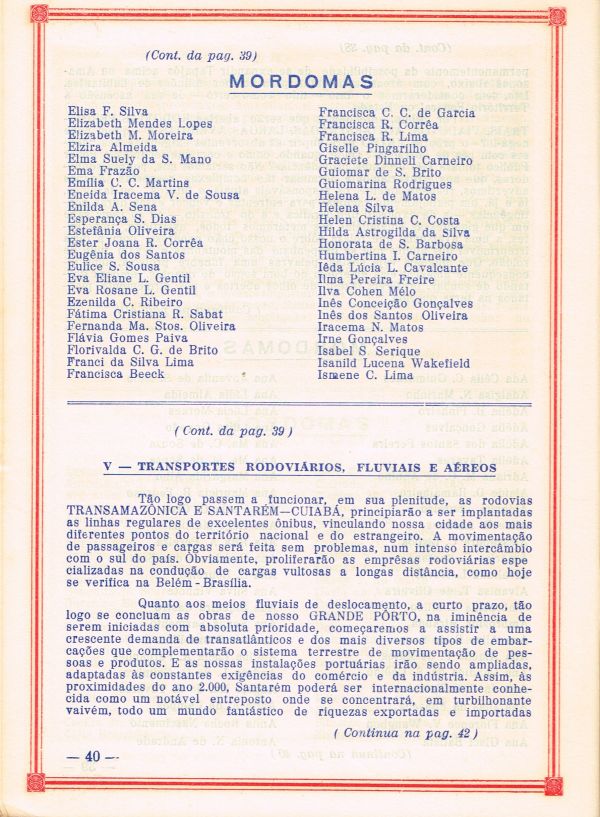 (Cont. da pag. 39)
MORDOMAS
Elisa F. Silva
Elizabeth Mendes Lopes
Elizabeth M. Moreira
Elzira Almeida
Elma Suely da S. Mano
Ema Frazão
Emília C. C. Martins
Eneida Iracema V. de Sousa
Enilda A. Sena
Esperança S. Dias
Estefânia Oliveira
Ester Joana R. Corrêa
Eugênia dos Santos
Eulice S. Sousa
Eva Eliane L. Gentil
Eva Rosane L. Gentil
Ezenilda C. Ribeiro
Fátima Cristiana R. Sabat
Fernanda Ma. Stos. Oliveira
Flávia Gomes Paiva
Florivalda C. G. de Brito
Franci da Silva Lima
Francisca Beeck
Francisca C. C. de Garcia
Francisca R. Corrêa
Francisca R. Lima
Giselle Pingarilho
Graciete Dinneli Carneiro
Guiomar de S. Brito
Guiomarina Rodrigues
Helena L. de Matos
Helena Silva
Helen Cristina C. Costa
Hilda Astrogilda da Silva
Honorata de S. Barbosa
Humbertina I. Carneiro
Iêda Lúcia L. Cavalcante
Ilma Pereira Freire
Ilva Cohen Mélo
Inês Conceição Gonçalves
Inês dos Santos Oliveira
Iracema N. Matos
Irne Gonçalves
Isabel S. Serique
Isanild Lucena Wakefield
Ismene C. Lima
(Cont. da pag. 39)
V — TRANSPORTES RODOVIÁRIOS, FLUVIAIS E AÉREOS
Tão logo passem a funcionar, em sua plenitude, as rodovias
TRANSAMAZÔNICA E SANTARÉM—CUIABÁ, principiarão a ser implantadas
as linhas regulares de excelentes ônibus, vinculando nossa cidade aos mais
diferentes pontos do território nacional e do estrangeiro. A movimentação
de passageiros e cargas será feita sem problemas, num intenso intercâmbio
com o sul do país. Obviamente, proliferarão as emprêsas rodoviárias espe
cializadas na condução de cargas vultosas a longas distância, como hoje
se verifica na Belém-Brasília.
Quanto aos meios fluviais de deslocamento, a curto prazo, tão
logo se concluam as obras de nosso GRANDE PÔRTO, na iminência de
serem iniciadas com absoluta prioridade, começaremos a assistir a uma
crescente demanda de transatlânticos e dos mais diversos tipos de embar-
cações que complementarão o sistema terrestre de movimentação de pes-
soas e produtos. E as nossas instalações portuárias irão sendo ampliadas,
adaptadas às constantes exigências do comércio e da indústria. Assim, às
proximidades do ano 2.000, Santarém poderá ser internacionalmente conhe-
cida como um notável entreposto onde se concentrará, em turbilhonante
vaivém, todo um mundo fantástico de riquezas exportadas e importadas
(Continua na pag. 42)
— 40 —